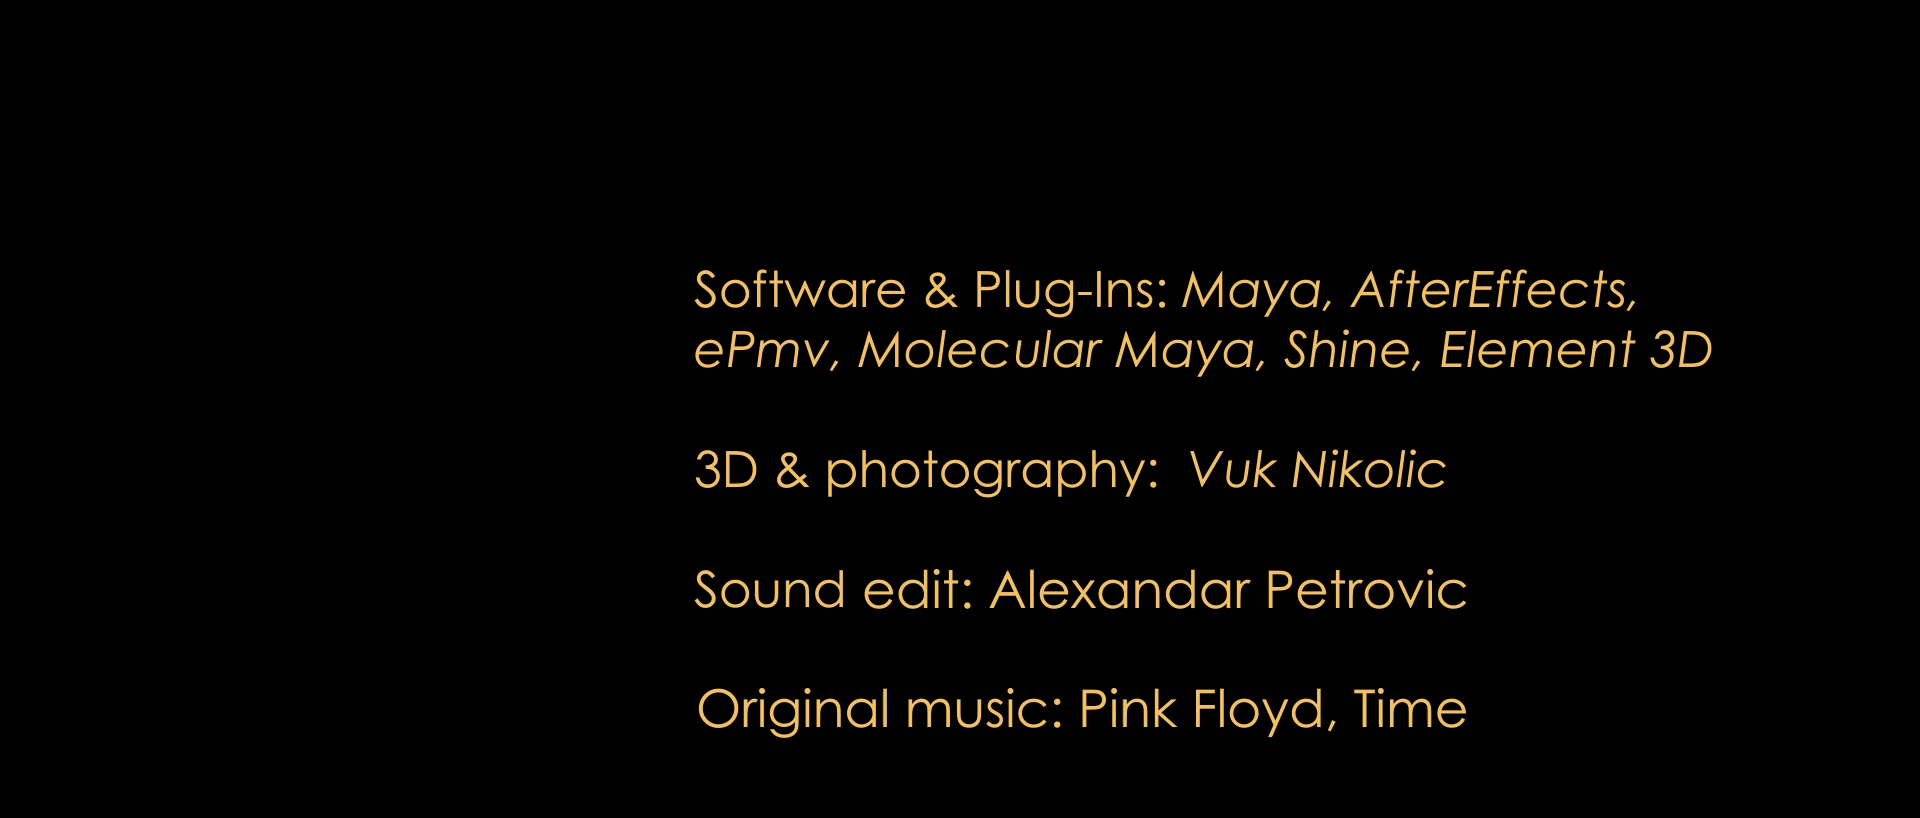 Software & Plug-Ins: Maya, AfterEffects,
ePmv, Molecular Maya, Shine, Element 3D
3D & photography: Vuk Nikolic
Sound edit: Alexandar Petrovic
Original music: Pink Floyd, Time